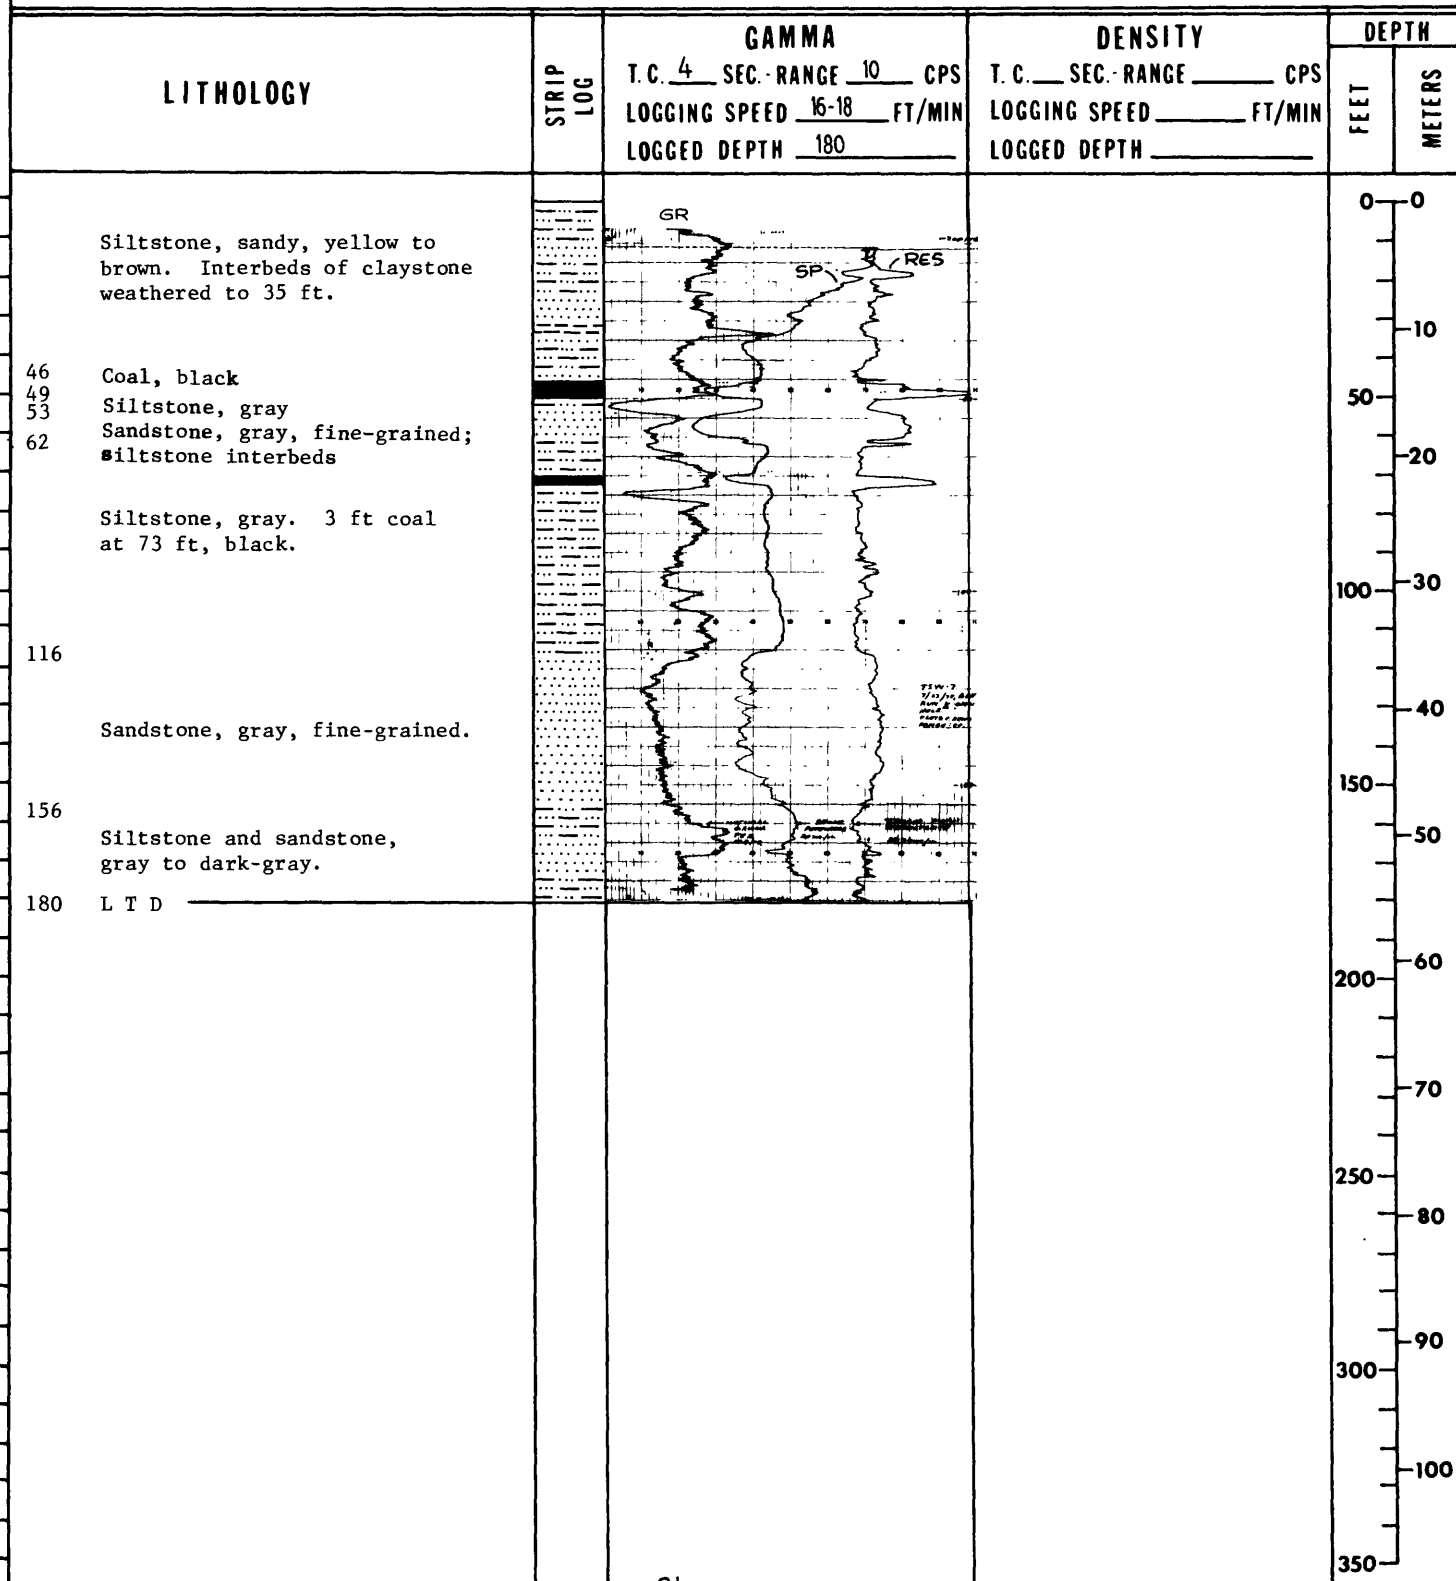 LITHOLOGY
STRIP LOG
GAMMA
T.C. 4 SEC.-RANGE 10 CPS
LOGGING SPEED 16-18 FT/MIN
LOGGED DEPTH 180
DENSITY
T.C. SEC.-RANGE CPS
LOGGING SPEED FT/MIN
LOGGED DEPTH
DEPTH
FEET
METERS
Siltstone, sandy, yellow to
brown. Interbeds of claystone
weathered to 35 ft.
46 Coal, black
49 Siltstone, gray
53 Sandstone, gray, fine-grained;
62 siltstone interbeds
Siltstone, gray. 3 ft coal
at 73 ft, black.
116
Sandstone, gray, fine-grained.
156
Siltstone and sandstone,
gray to dark-gray.
180 L T D
GR
SP
RES
TSW-7
0
50
100
150
200
250
300
350
0
10
20
30
40
50
60
70
80
90
100